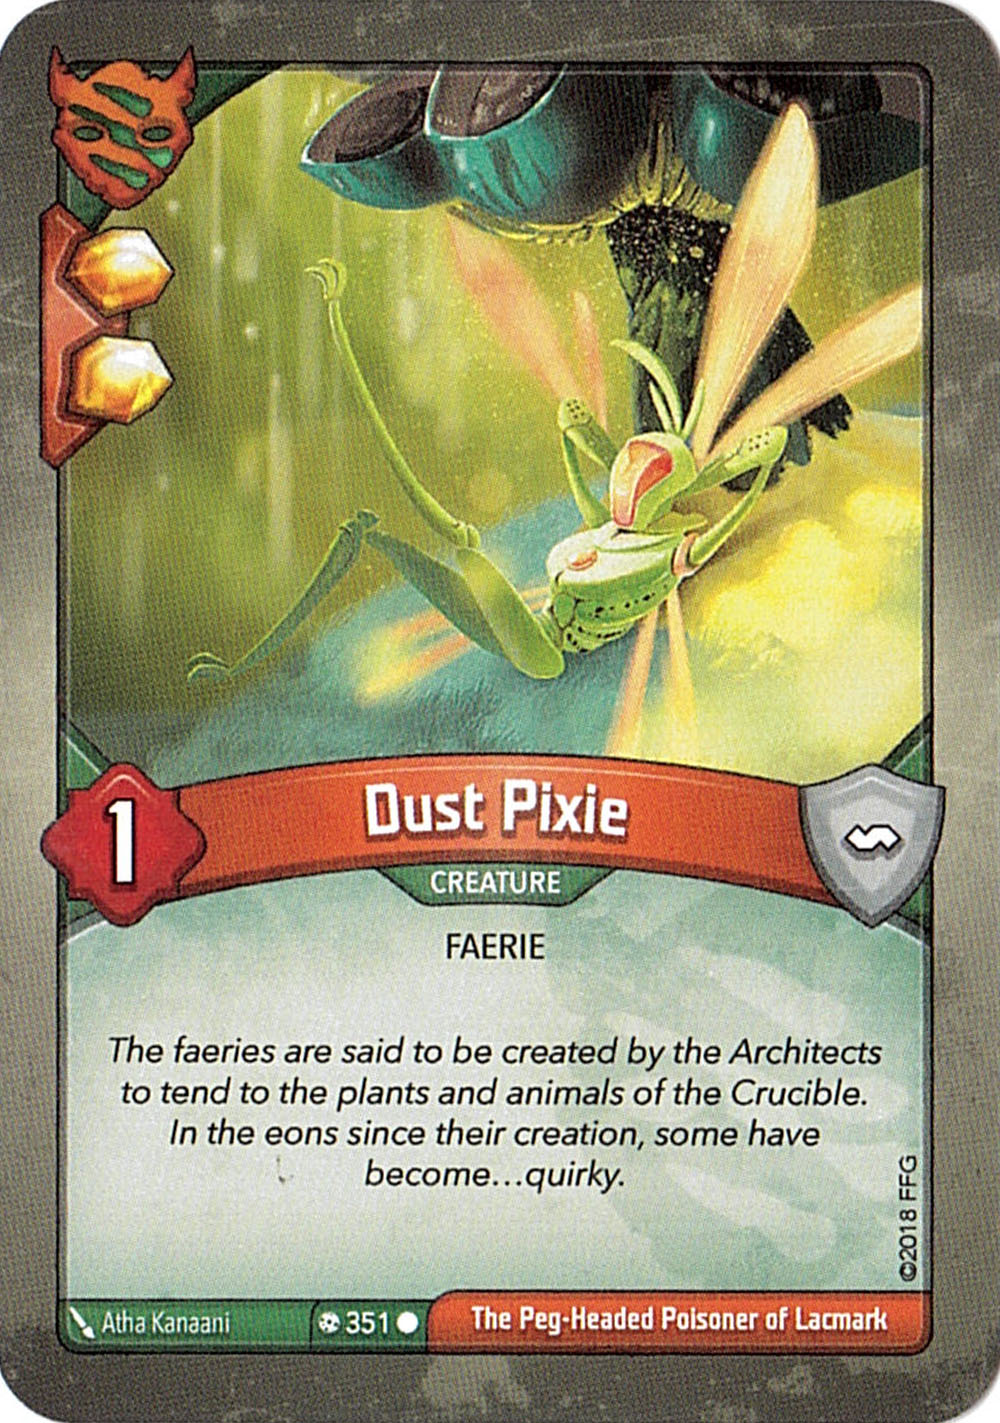 1
Dust Pixie
CREATURE
FAERIE
The faeries are said to be created by the Architects
to tend to the plants and animals of the Crucible.
In the eons since their creation, some have
become...quirky.
©2018 FFG
Atha Kanaani
351
The Peg-Headed Poisoner of Lacmark